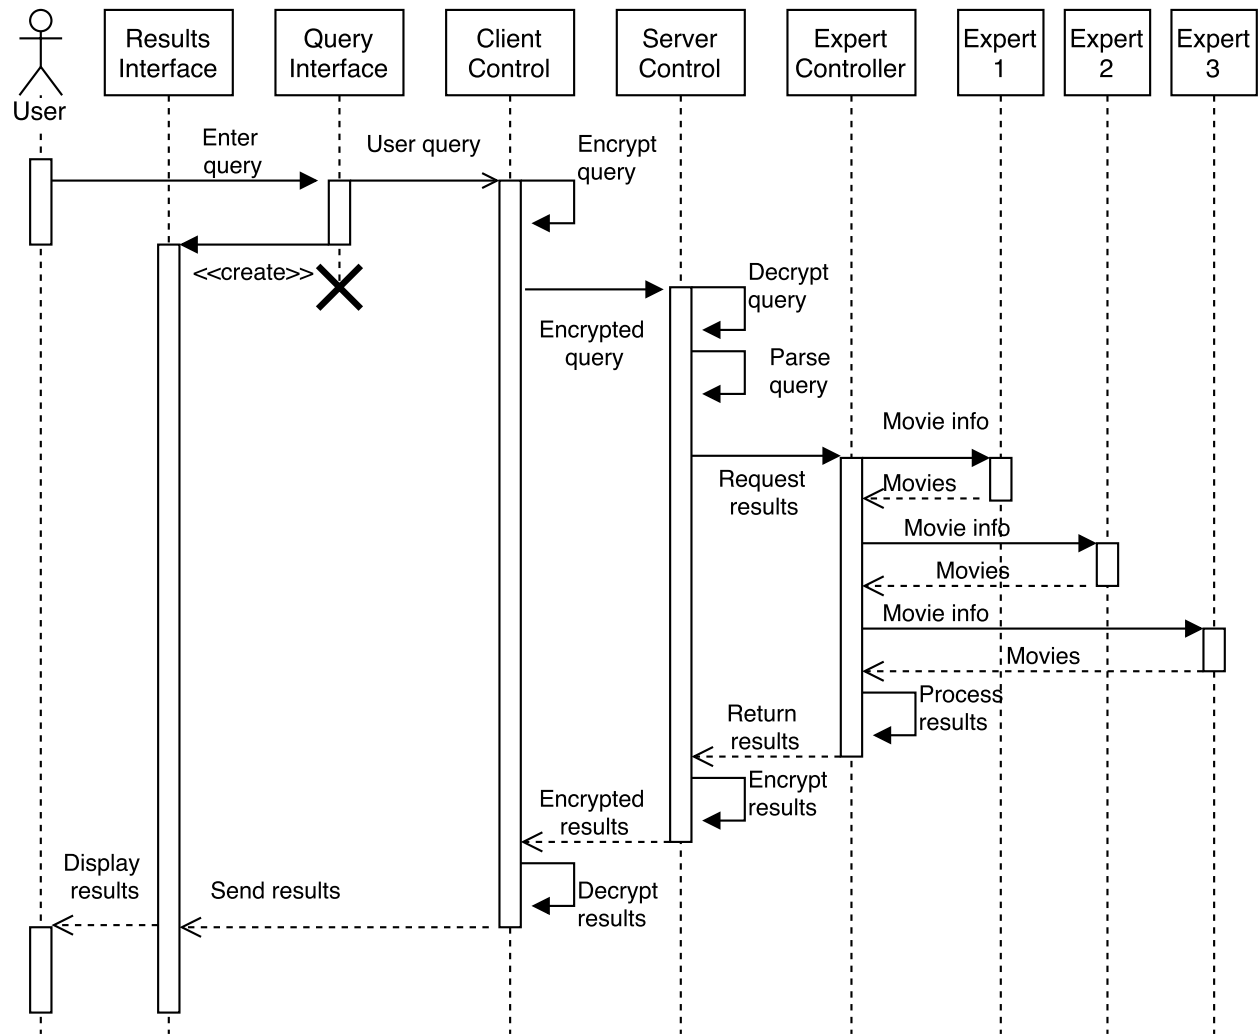 Results
Interface
Query
Interface
Client
Control
Server
Control
Expert
Controller
Expert
1
Expert
2
Expert
3
User
Enter
query
User query
Encrypt
query
<<create>>
Decrypt
query
Encrypted
query
Parse
query
Movie info
Request
results
Movies
Movie info
Movies
Movie info
Movies
Process
results
Return
results
Encrypt
results
Encrypted
results
Display
results
Send results
Decrypt
results